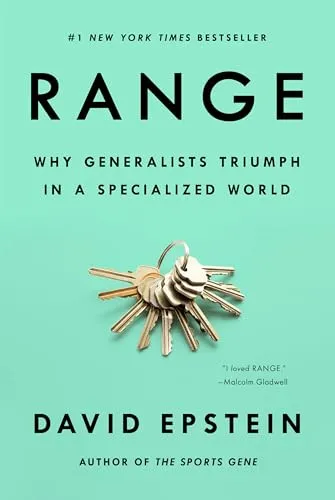 #1 NEW YORK TIMES BESTSELLER
RANGE
WHY GENERALISTS TRIUMPH
IN A SPECIALIZED WORLD
"I loved RANGE."
—Malcolm Gladwell
DAVID EPSTEIN
AUTHOR OF THE SPORTS GENE